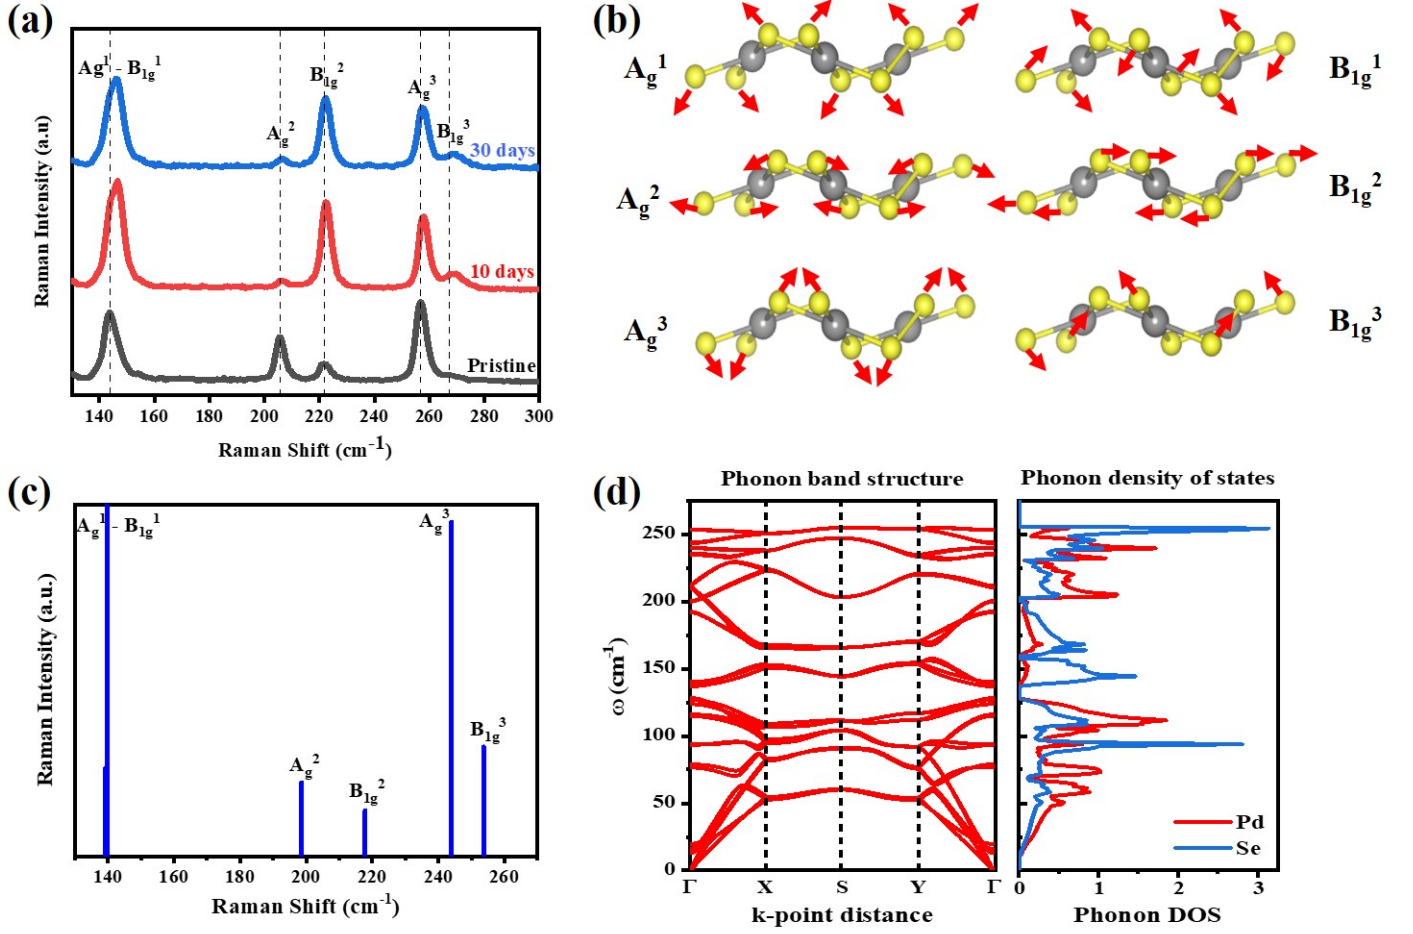 (a)
Ag¹ - B₁g¹
Ag²
B₁g²
Ag³
B₁g³
30 days
10 days
Pristine
Raman Intensity (a.u)
140 160 180 200 220 240 260 280 300
Raman Shift (cm⁻¹)
(b)
Ag¹
B₁g¹
Ag²
B₁g²
Ag³
B₁g³
(c)
Ag¹ - B₁g¹
Ag³
Ag²
B₁g²
B₁g³
Raman Intensity (a.u.)
140 160 180 200 220 240 260
Raman Shift (cm⁻¹)
(d)
Phonon band structure
Phonon density of states
ω (cm⁻¹)
250
200
150
100
50
0
Γ X S Y Γ
k-point distance
Pd
Se
0 1 2 3
Phonon DOS